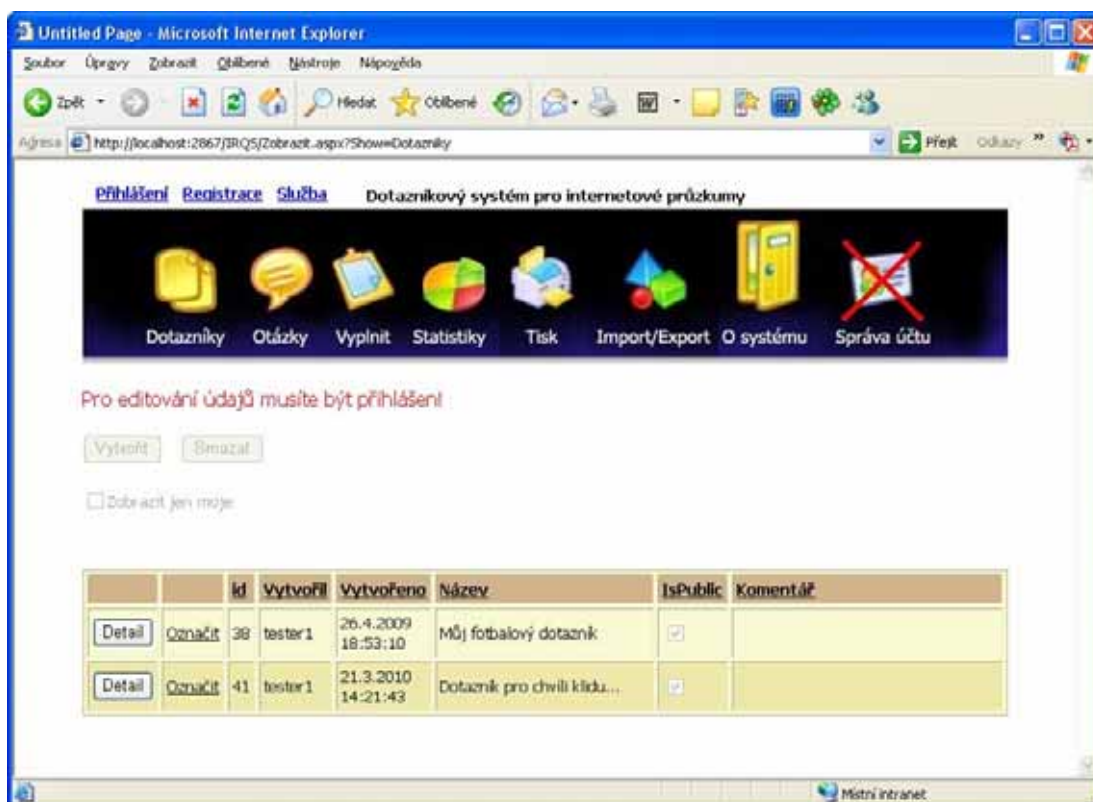 Untitled Page - Microsoft Internet Explorer
Soubor Úpravy Zobrazit Oblíbené Nástroje Nápověda
Zpět Hledat Oblíbené
Adresa http://localhost:2867/IRQS/Zobrazit.aspx?Show=Dotazniky Přejít Odkazy »
Přihlášení Registrace Služba Dotazníkový systém pro internetové průzkumy
Dotazníky Otázky Vyplnit Statistiky Tisk Import/Export O systému Správa účtu
Pro editování údajů musíte být přihlášen!
Vytvořit Smazat
Zobrazit jen moje
id Vytvořil Vytvořeno Název IsPublic Komentář
Detail Označit 38 tester1 26.4.2009 18:53:10 Můj fotbalový dotazník
Detail Označit 41 tester1 21.3.2010 14:21:43 Dotazník pro chvíli klidu...
Místní intranet